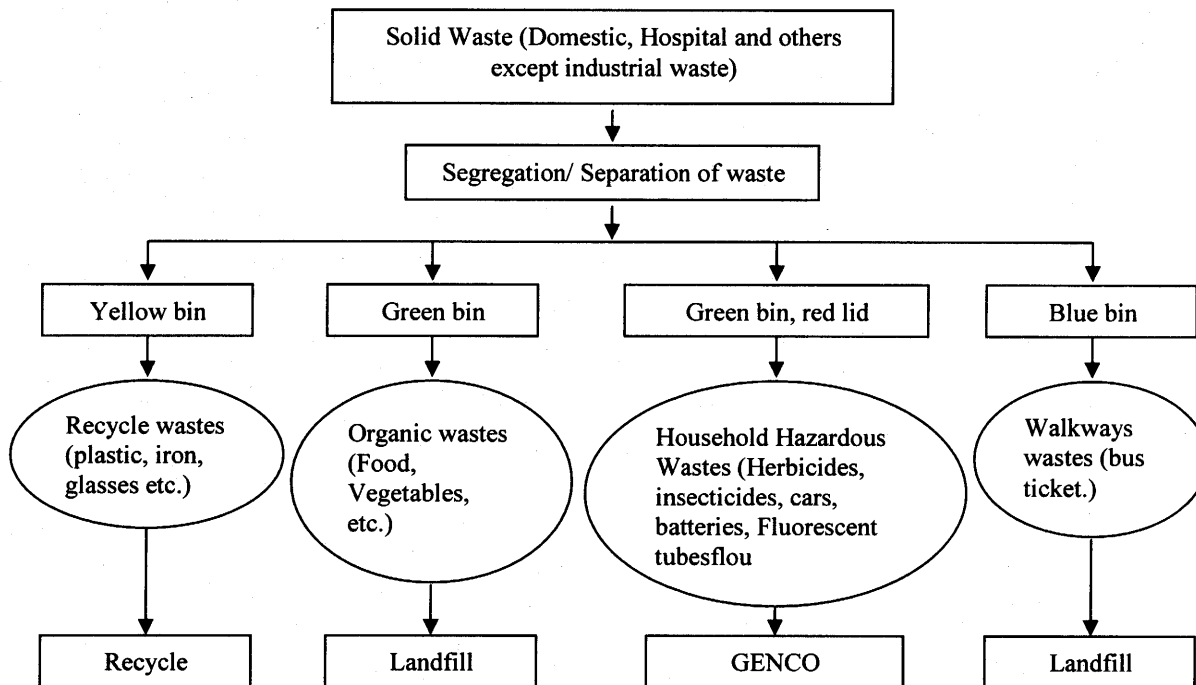 Solid Waste (Domestic, Hospital and others
except industrial waste)
Segregation/ Separation of waste
Yellow bin
Green bin
Green bin, red lid
Blue bin
Recycle wastes
(plastic, iron,
glasses etc.)
Organic wastes
(Food,
Vegetables,
etc.)
Household Hazardous
Wastes (Herbicides,
insecticides, cars,
batteries, Fluorescent
tubesflou
Walkways
wastes (bus
ticket.)
Recycle
Landfill
GENCO
Landfill